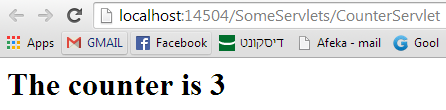 localhost:14504/SomeServlets/CounterServlet
Apps GMAIL Facebook דיסקונט Afeka - mail Gool
The counter is 3